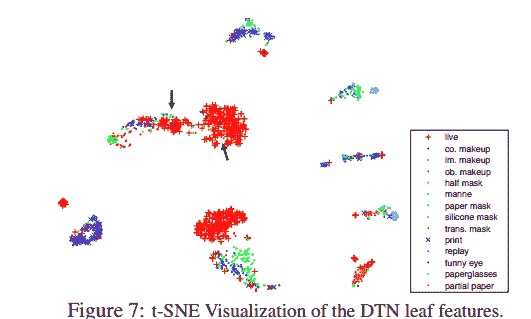 live
co. makeup
im. makeup
ob. makeup
half mask
manne
paper mask
silicone mask
trans. mask
print
replay
funny eye
paperglasses
partial paper
Figure 7: t-SNE Visualization of the DTN leaf features.